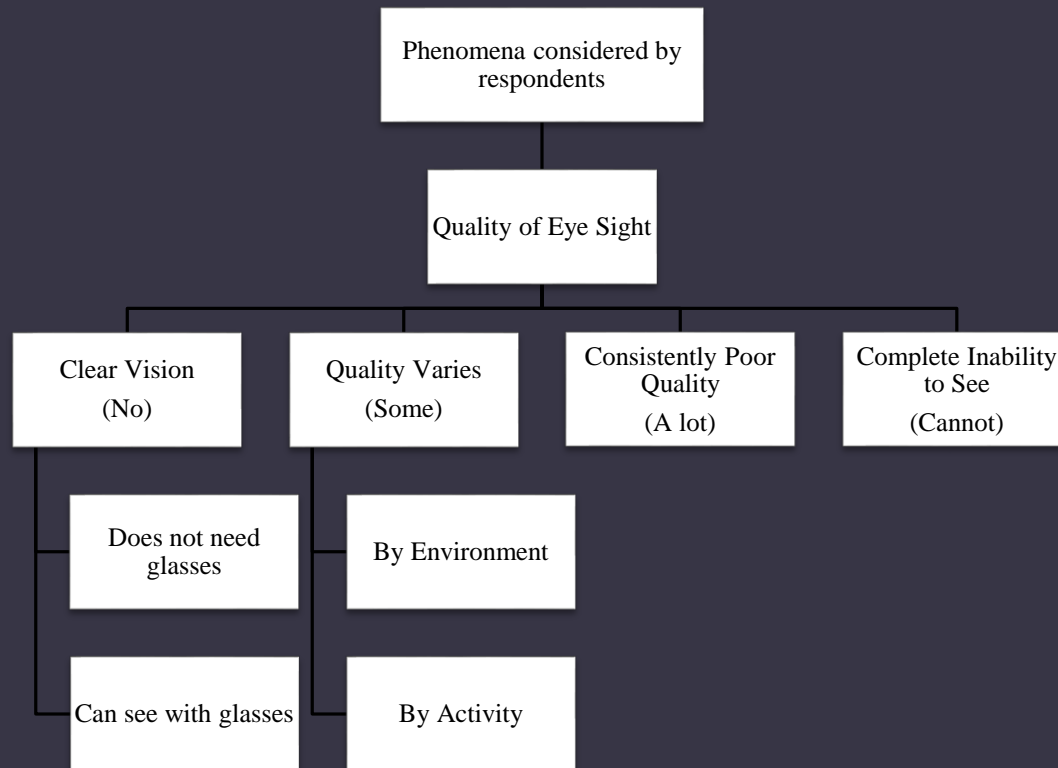 Phenomena considered by
respondents
Quality of Eye Sight
Clear Vision
(No)
Quality Varies
(Some)
Consistently Poor
Quality
(A lot)
Complete Inability
to See
(Cannot)
Does not need
glasses
By Environment
Can see with glasses
By Activity